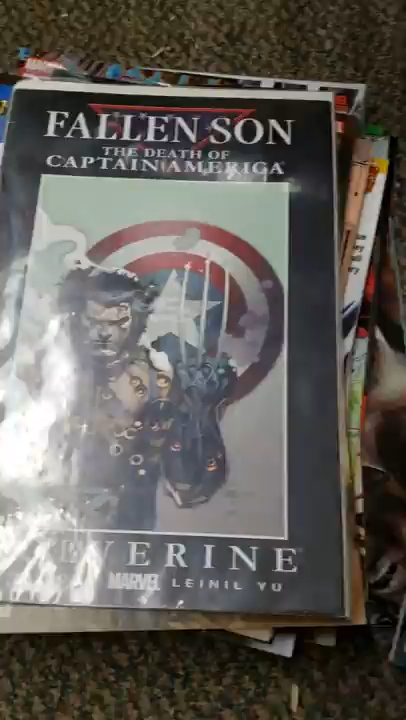 FALLEN SON
THE DEATH OF
CAPTAIN AMERICA
VERINE
MARVEL LEINIL YU